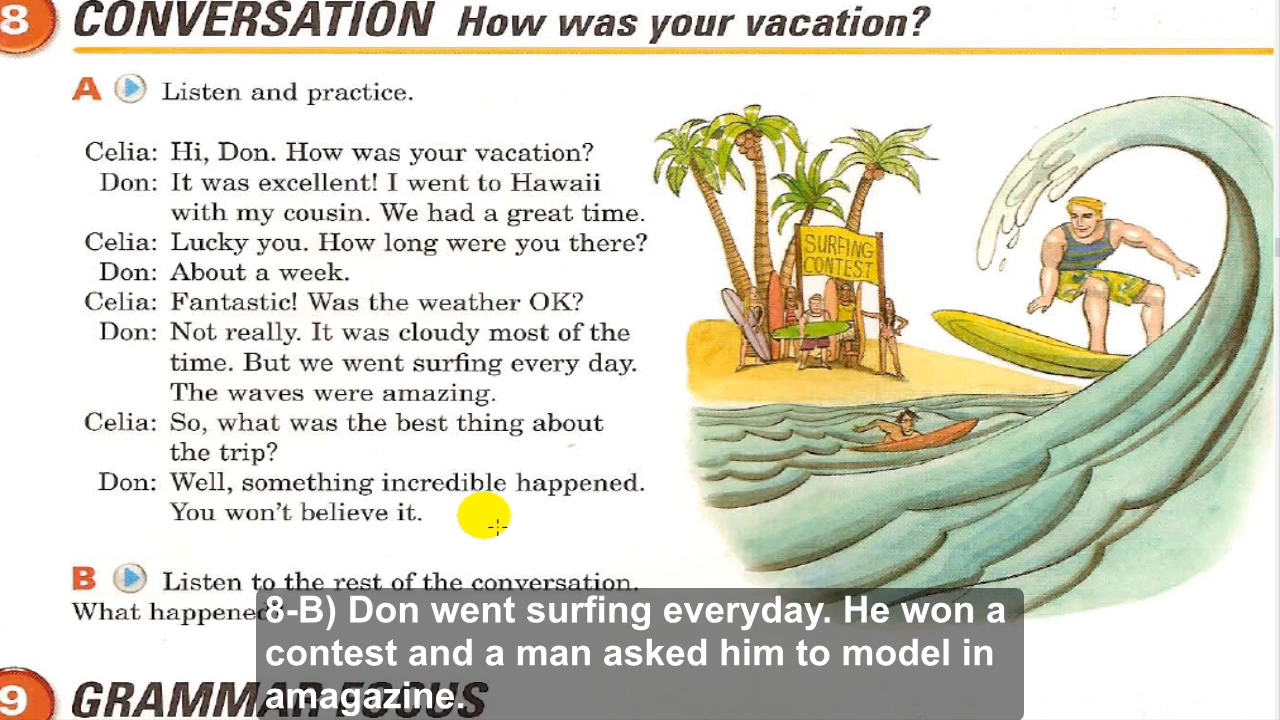 8 CONVERSATION How was your vacation?
A Listen and practice.
Celia: Hi, Don. How was your vacation?
Don: It was excellent! I went to Hawaii
with my cousin. We had a great time.
Celia: Lucky you. How long were you there?
Don: About a week.
Celia: Fantastic! Was the weather OK?
Don: Not really. It was cloudy most of the
time. But we went surfing every day.
The waves were amazing.
Celia: So, what was the best thing about
the trip?
Don: Well, something incredible happened.
You won't believe it.
SURFING
CONTEST
B Listen to the rest of the conversation.
What happened
8-B) Don went surfing everyday. He won a
contest and a man asked him to model in
amagazine.
9 GRAMMAR FOCUS